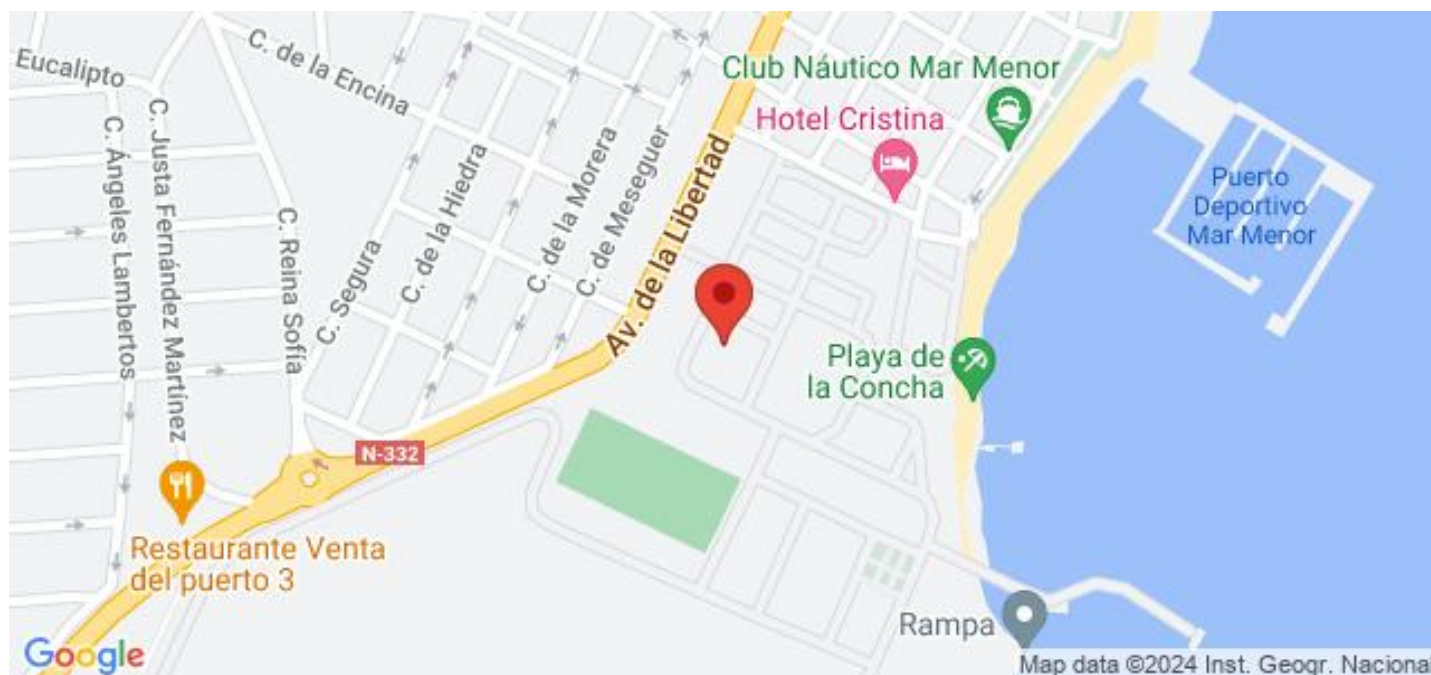 Eucalipto
C. de la Encina
Club Náutico Mar Menor
Hotel Cristina
C. Justa Fernández Martínez
C. Ángeles Lambertos
C. Reina Sofía
C. Segura
C. de la Hiedra
C. de la Morera
C. de Meseguer
Av. de la Libertad
Puerto
Deportivo
Mar Menor
Playa de
la Concha
N-332
Restaurante Venta
del puerto 3
Rampa
Google
Map data ©2024 Inst. Geogr. Nacional